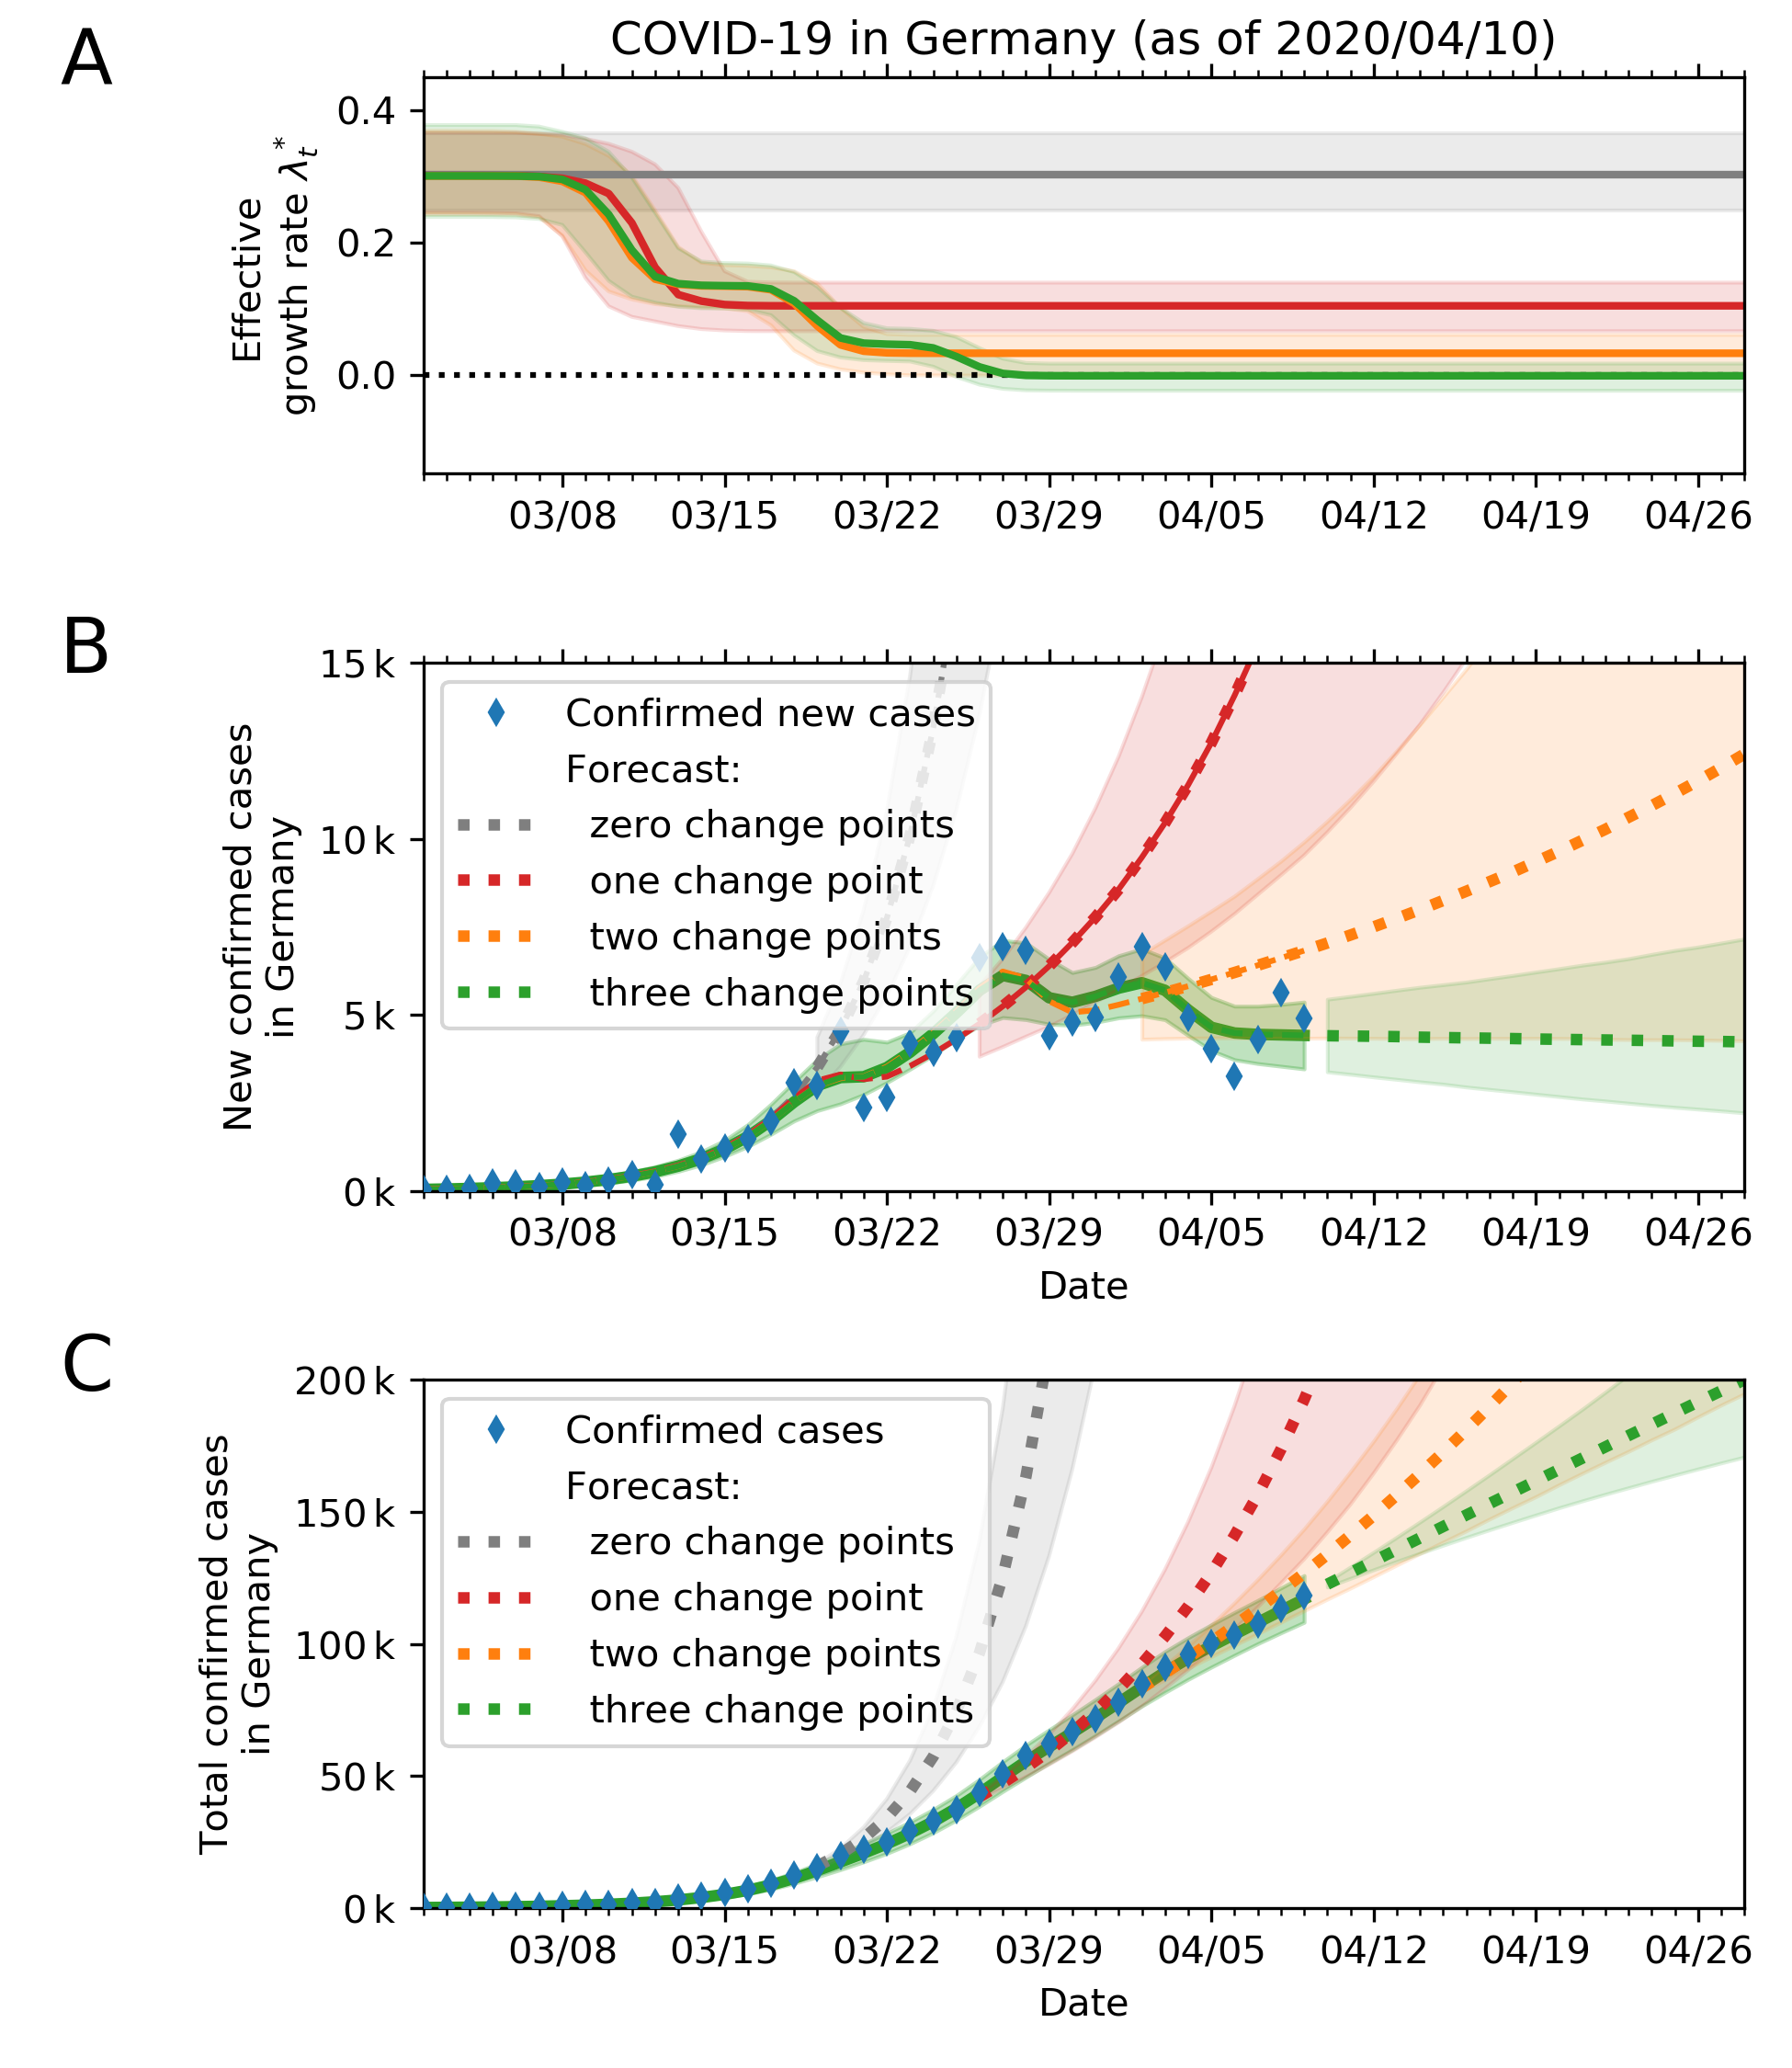 A
COVID-19 in Germany (as of 2020/04/10)
Effective
growth rate λ*t
0.4
0.2
0.0
03/08 03/15 03/22 03/29 04/05 04/12 04/19 04/26
B
New confirmed cases
in Germany
15 k
10 k
5 k
0 k
Confirmed new cases
Forecast:
zero change points
one change point
two change points
three change points
03/08 03/15 03/22 03/29 04/05 04/12 04/19 04/26
Date
C
Total confirmed cases
in Germany
200 k
150 k
100 k
50 k
0 k
Confirmed cases
Forecast:
zero change points
one change point
two change points
three change points
03/08 03/15 03/22 03/29 04/05 04/12 04/19 04/26
Date